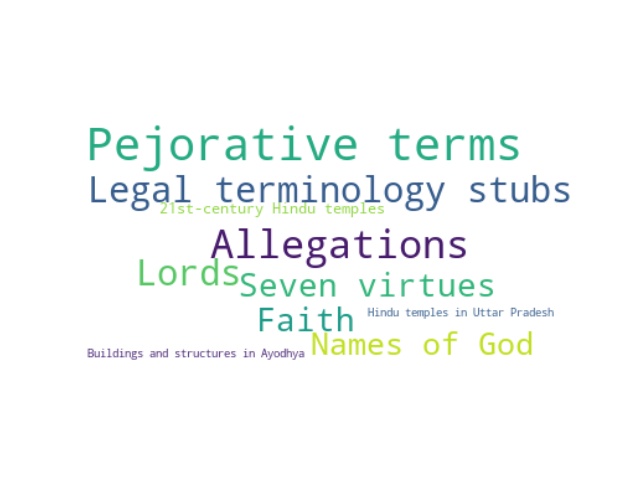 Pejorative terms
Legal terminology stubs
21st-century Hindu temples
Allegations
Lords
Seven virtues
Faith
Hindu temples in Uttar Pradesh
Names of God
Buildings and structures in Ayodhya